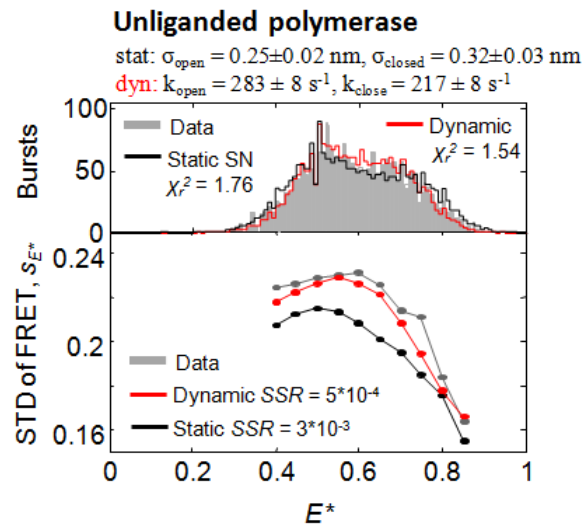 Unliganded polymerase
stat: σopen = 0.25±0.02 nm, σclosed = 0.32±0.03 nm
dyn: kopen = 283 ± 8 s-1, kclose = 217 ± 8 s-1
100
50
0
Bursts
Data
Static SN
χr2 = 1.76
Dynamic
χr2 = 1.54
0.24
0.2
0.16
STD of FRET, sE*
Data
Dynamic SSR = 5*10-4
Static SSR = 3*10-3
0 0.2 0.4 0.6 0.8 1
E*